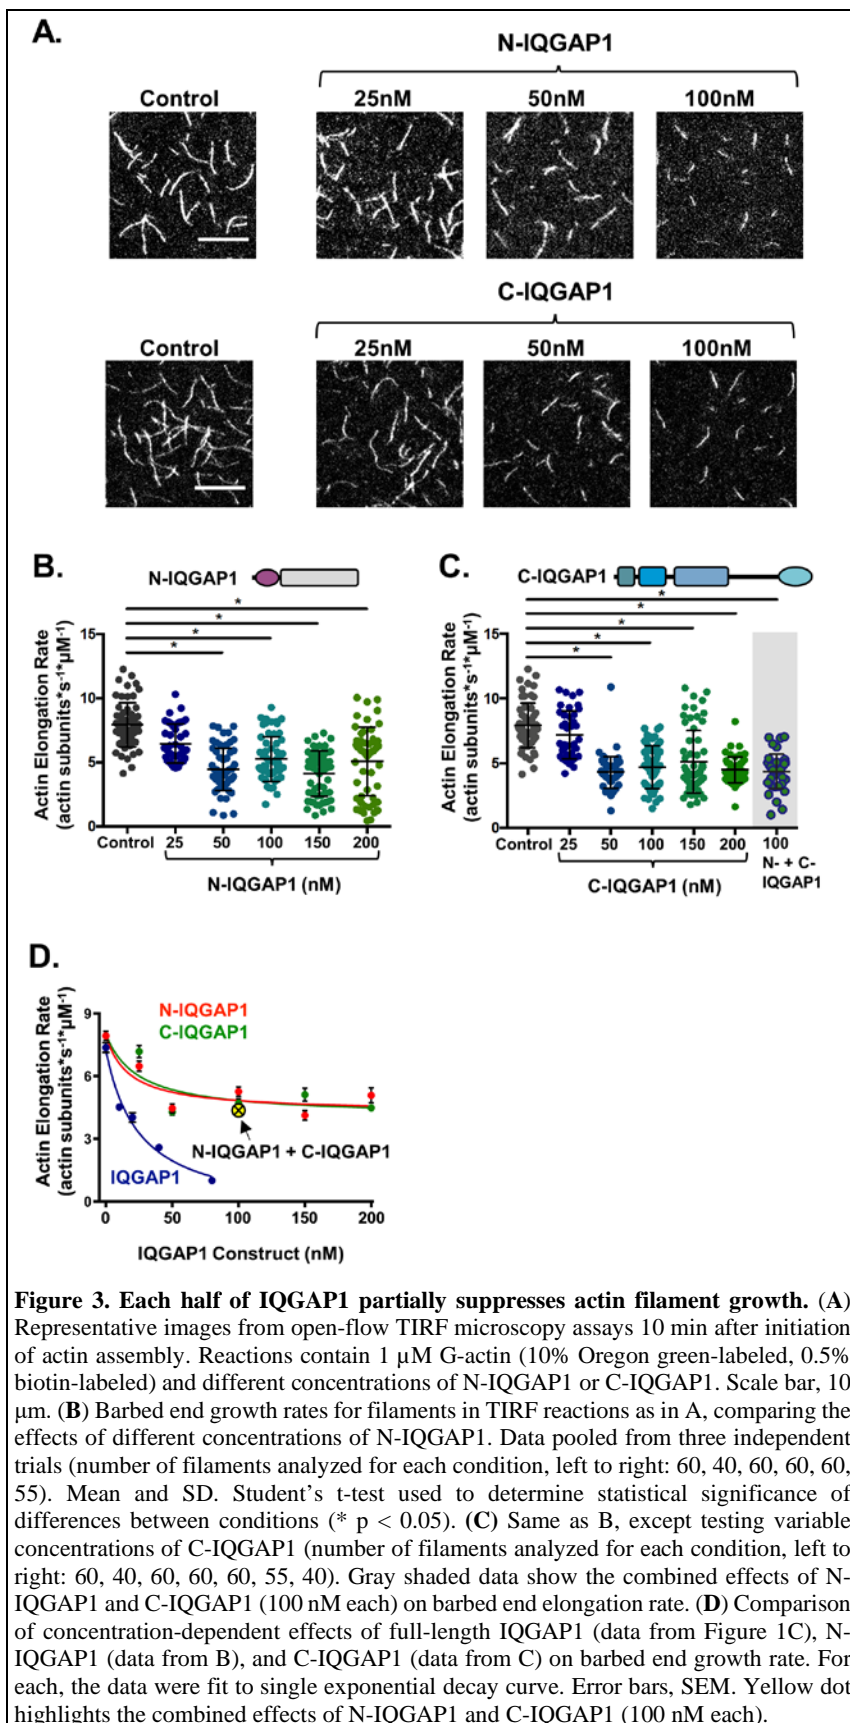 A.
N-IQGAP1
Control 25nM 50nM 100nM
C-IQGAP1
Control 25nM 50nM 100nM
B.
N-IQGAP1
* * * *
Actin Elongation Rate
(actin subunits*s-1*µM-1)
15
10
5
0
Control 25 50 100 150 200
N-IQGAP1 (nM)
C.
C-IQGAP1
* * * * *
Actin Elongation Rate
(actin subunits*s-1*µM-1)
15
10
5
0
Control 25 50 100 150 200 100
C-IQGAP1 (nM)
N- + C-
IQGAP1
D.
N-IQGAP1
C-IQGAP1
Actin Elongation Rate
(actin subunits*s-1*µM-1)
9
6
3
0
IQGAP1
N-IQGAP1 + C-IQGAP1
0 50 100 150 200
IQGAP1 Construct (nM)
Figure 3. Each half of IQGAP1 partially suppresses actin filament growth. (A)
Representative images from open-flow TIRF microscopy assays 10 min after initiation
of actin assembly. Reactions contain 1 µM G-actin (10% Oregon green-labeled, 0.5%
biotin-labeled) and different concentrations of N-IQGAP1 or C-IQGAP1. Scale bar, 10
µm. (B) Barbed end growth rates for filaments in TIRF reactions as in A, comparing the
effects of different concentrations of N-IQGAP1. Data pooled from three independent
trials (number of filaments analyzed for each condition, left to right: 60, 40, 60, 60, 60,
55). Mean and SD. Student’s t-test used to determine statistical significance of
differences between conditions (* p < 0.05). (C) Same as B, except testing variable
concentrations of C-IQGAP1 (number of filaments analyzed for each condition, left to
right: 60, 40, 60, 60, 60, 55, 40). Gray shaded data show the combined effects of N-
IQGAP1 and C-IQGAP1 (100 nM each) on barbed end elongation rate. (D) Comparison
of concentration-dependent effects of full-length IQGAP1 (data from Figure 1C), N-
IQGAP1 (data from B), and C-IQGAP1 (data from C) on barbed end growth rate. For
each, the data were fit to single exponential decay curve. Error bars, SEM. Yellow dot
highlights the combined effects of N-IQGAP1 and C-IQGAP1 (100 nM each).